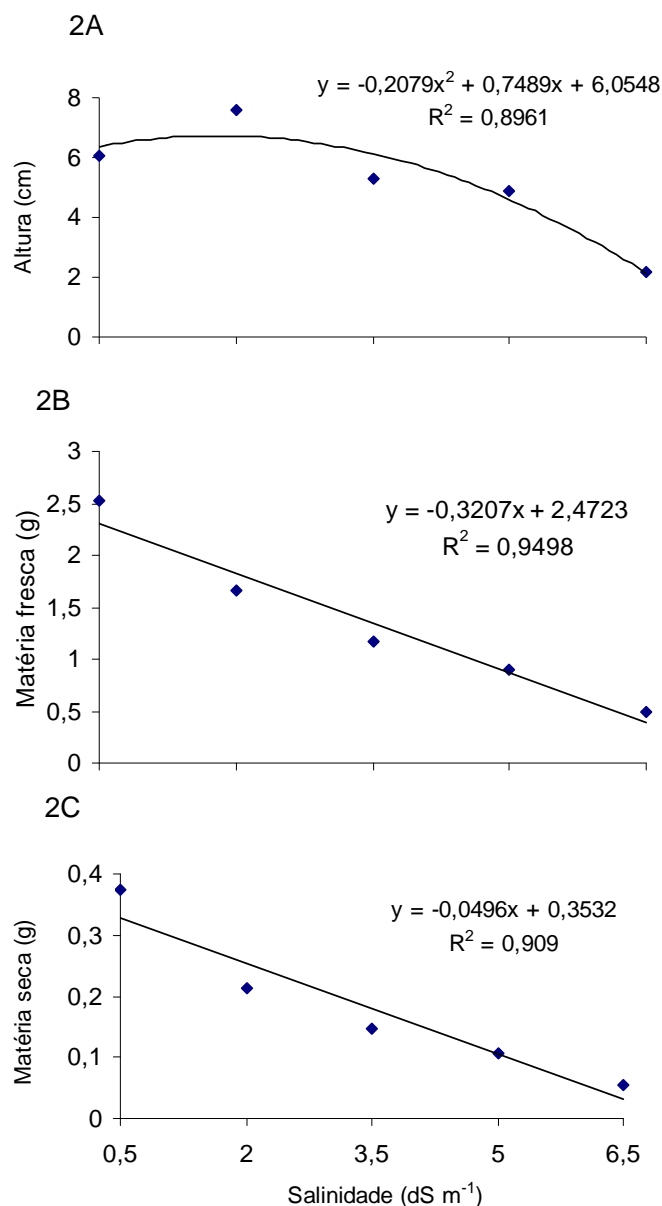 2A
y = -0,2079x² + 0,7489x + 6,0548
R² = 0,8961
8
6
4
2
0
Altura (cm)
2B
3
2,5
2
1,5
1
0,5
0
Matéria fresca (g)
y = -0,3207x + 2,4723
R² = 0,9498
2C
0,4
0,3
0,2
0,1
0
Matéria seca (g)
y = -0,0496x + 0,3532
R² = 0,909
0,5 2 3,5 5 6,5
Salinidade (dS m⁻¹)